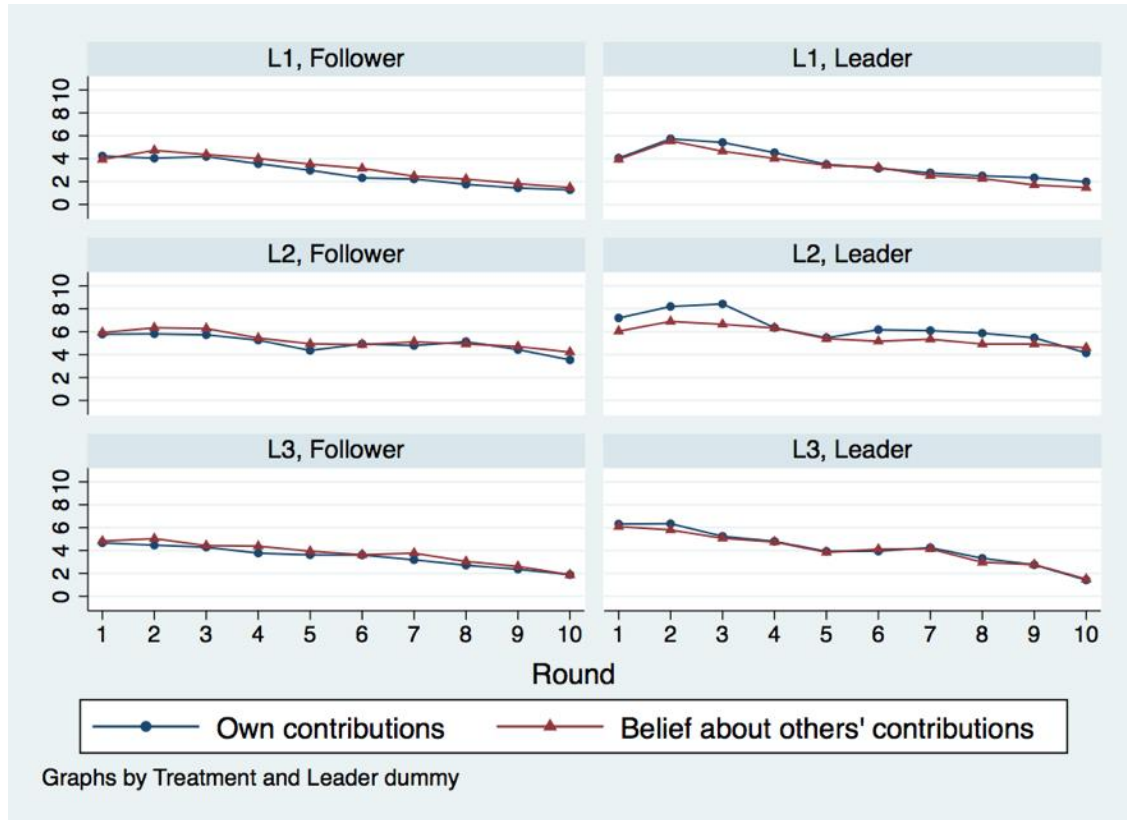 L1, Follower
L1, Leader
0 2 4 6 8 10
L2, Follower
L2, Leader
0 2 4 6 8 10
L3, Follower
L3, Leader
0 2 4 6 8 10
1 2 3 4 5 6 7 8 9 10
1 2 3 4 5 6 7 8 9 10
Round
Own contributions
Belief about others' contributions
Graphs by Treatment and Leader dummy